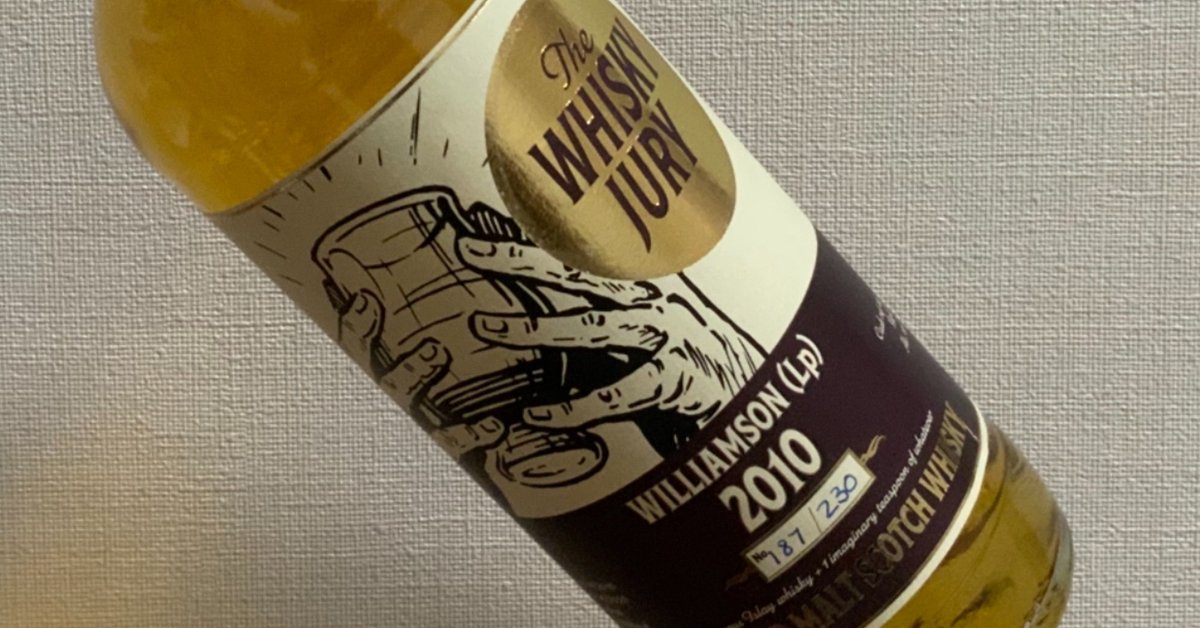 The
WHISKY
JURY
WILLIAMSON (Lp)
2010
No 187/230
Islay whisky + 1 imaginary teaspoon of whatever
MALT SCOTCH WHISKY